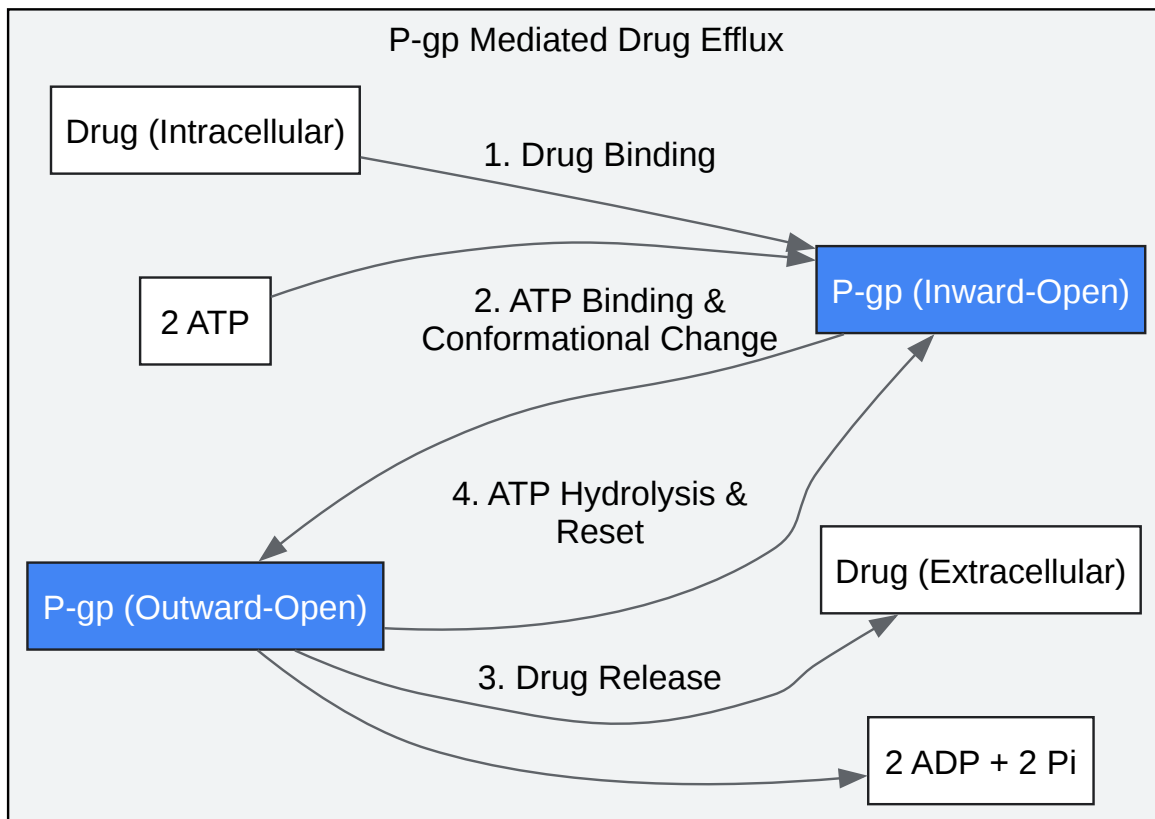 P-gp Mediated Drug Efflux
Drug (Intracellular)
1. Drug Binding
P-gp (Inward-Open)
2 ATP
2. ATP Binding &
Conformational Change
4. ATP Hydrolysis &
Reset
Drug (Extracellular)
P-gp (Outward-Open)
3. Drug Release
2 ADP + 2 Pi